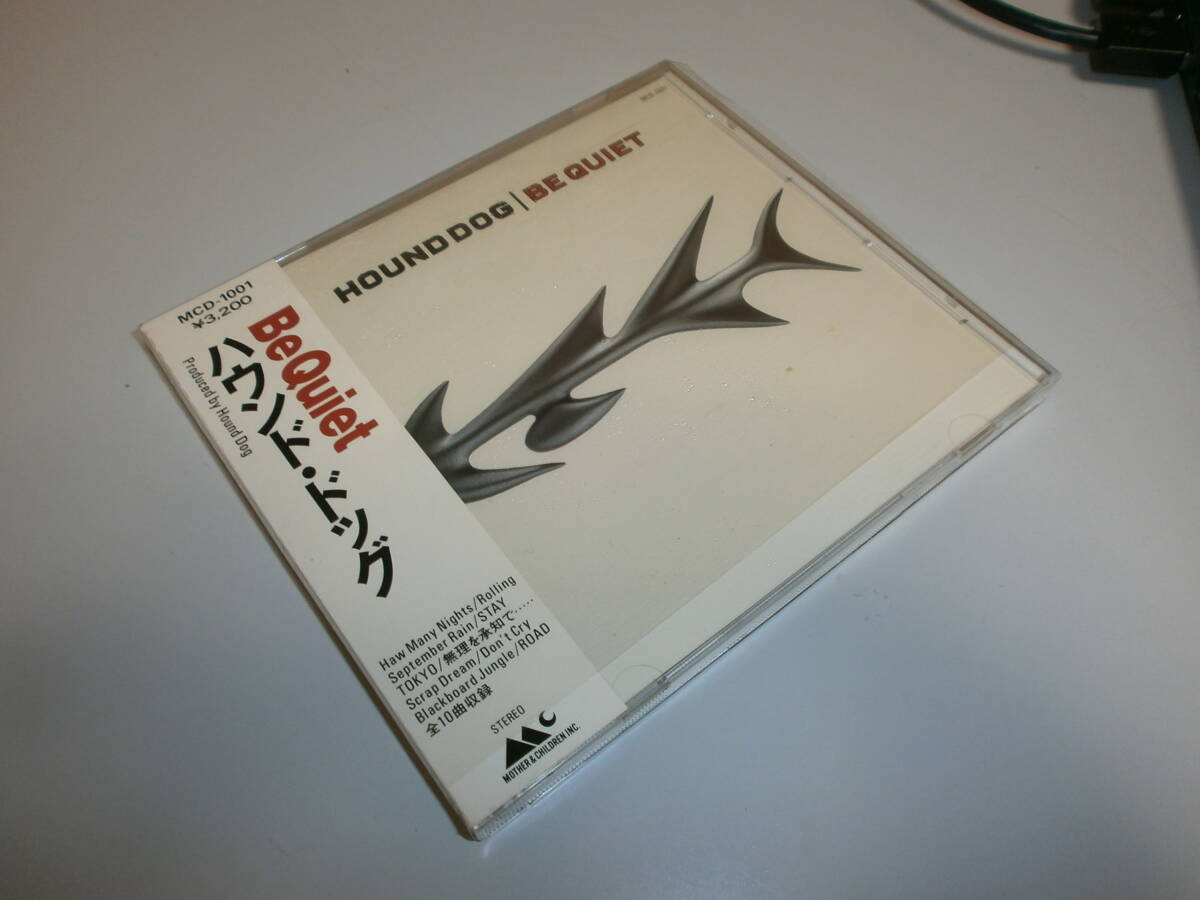 HOUND DOG | BE QUIET
MCD-1001
¥3,200
BeQuiet
ハウンド・ドッグ
Produced by Hound Dog
Haw Many Nights/Rolling
September Rain/STAY
TOKYO/無理を承知で.....
Scrap Dream/Don't Cry
Blackboard Jungle/ROAD
全10曲収録
STEREO
MC
MOTHER & CHILDREN INC.